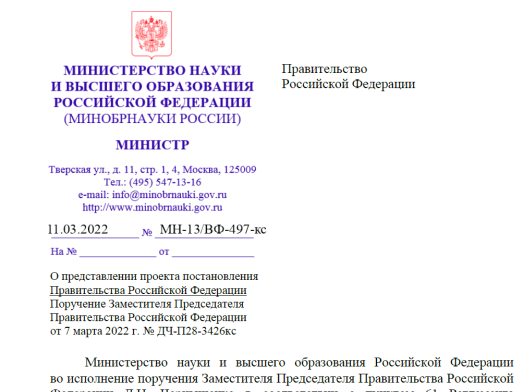 МИНИСТЕРСТВО НАУКИ
И ВЫСШЕГО ОБРАЗОВАНИЯ
РОССИЙСКОЙ ФЕДЕРАЦИИ
(МИНОБРНАУКИ РОССИИ)
МИНИСТР
Тверская ул., д. 11, стр. 1, 4, Москва, 125009
Тел.: (495) 547-13-16
e-mail: info@minobrnauki.gov.ru
http://www.minobrnauki.gov.ru
11.03.2022 № МН-13/ВФ-497-кс
На № от
Правительство
Российской Федерации
О представлении проекта постановления
Правительства Российской Федерации
Поручение Заместителя Председателя
Правительства Российской Федерации
от 7 марта 2022 г. № ДЧ-П28-3426кс
Министерство науки и высшего образования Российской Федерации
во исполнение поручения Заместителя Председателя Правительства Российской